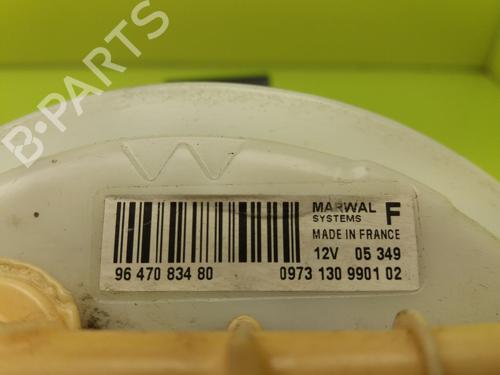 B-PARTS
MARWAL F
SYSTEMS
MADE IN FRANCE
12V 05 349
96 470 834 80 0973 130 9901 02